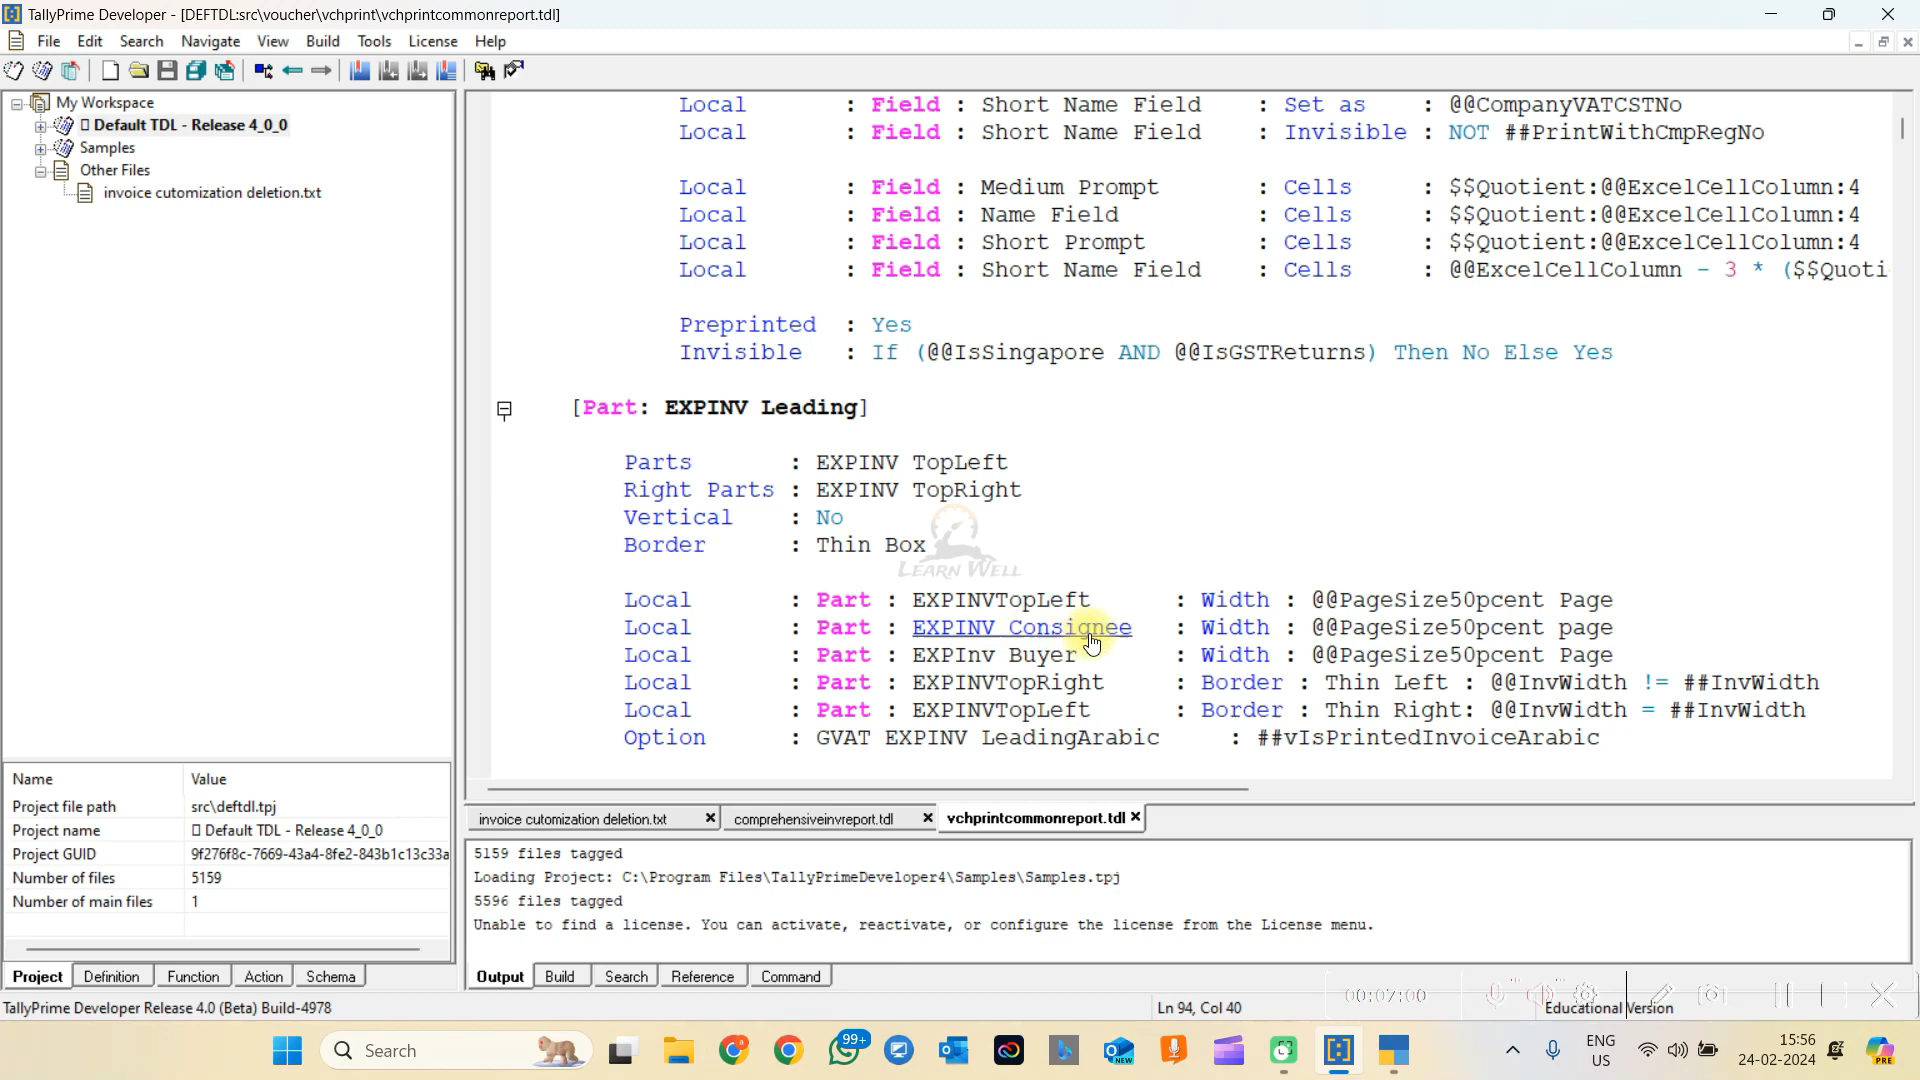 TallyPrime Developer - [DEFTDL:src\voucher\vchprint\vchprintcommonreport.tdl]
File Edit Search Navigate View Build Tools License Help
My Workspace
Default TDL - Release 4_0_0
Samples
Other Files
invoice cutomization deletion.txt
Local : Field : Short Name Field : Set as : @@CompanyVATCSTNo
Local : Field : Short Name Field : Invisible : NOT ##PrintWithCmpRegNo
Local : Field : Medium Prompt : Cells : $$Quotient:@@ExcelCellColumn:4
Local : Field : Name Field : Cells : $$Quotient:@@ExcelCellColumn:4
Local : Field : Short Prompt : Cells : $$Quotient:@@ExcelCellColumn:4
Local : Field : Short Name Field : Cells : @@ExcelCellColumn - 3 * ($$Quoti
Preprinted : Yes
Invisible : If (@@IsSingapore AND @@IsGSTReturns) Then No Else Yes
[Part: EXPINV Leading]
Parts : EXPINV TopLeft
Right Parts : EXPINV TopRight
Vertical : No
Border : Thin Box
LEARN WELL
Local : Part : EXPINVTopLeft : Width : @@PageSize50pcent Page
Local : Part : EXPINV Consignee : Width : @@PageSize50pcent page
Local : Part : EXPInv Buyer : Width : @@PageSize50pcent Page
Local : Part : EXPINVTopRight : Border : Thin Left : @@InvWidth != ##InvWidth
Local : Part : EXPINVTopLeft : Border : Thin Right: @@InvWidth = ##InvWidth
Option : GVAT EXPINV LeadingArabic : ##vIsPrintedInvoiceArabic
Name Value
Project file path src\deftdl.tpj
Project name Default TDL - Release 4_0_0
Project GUID 9f276f8c-7669-43a4-8fe2-843b1c13c33a
Number of files 5159
Number of main files 1
Project Definition Function Action Schema
invoice cutomization deletion.txt comprehensiveinvreport.tdl vchprintcommonreport.tdl
5159 files tagged
Loading Project: C:\Program Files\TallyPrimeDeveloper4\Samples\Samples.tpj
5596 files tagged
Unable to find a license. You can activate, reactivate, or configure the license from the License menu.
Output Build Search Reference Command
00:07:00
TallyPrime Developer Release 4.0 (Beta) Build-4978
Ln 94, Col 40
Educational Version
Search
99+
NEW
ENG
US
15:56
24-02-2024
PRE